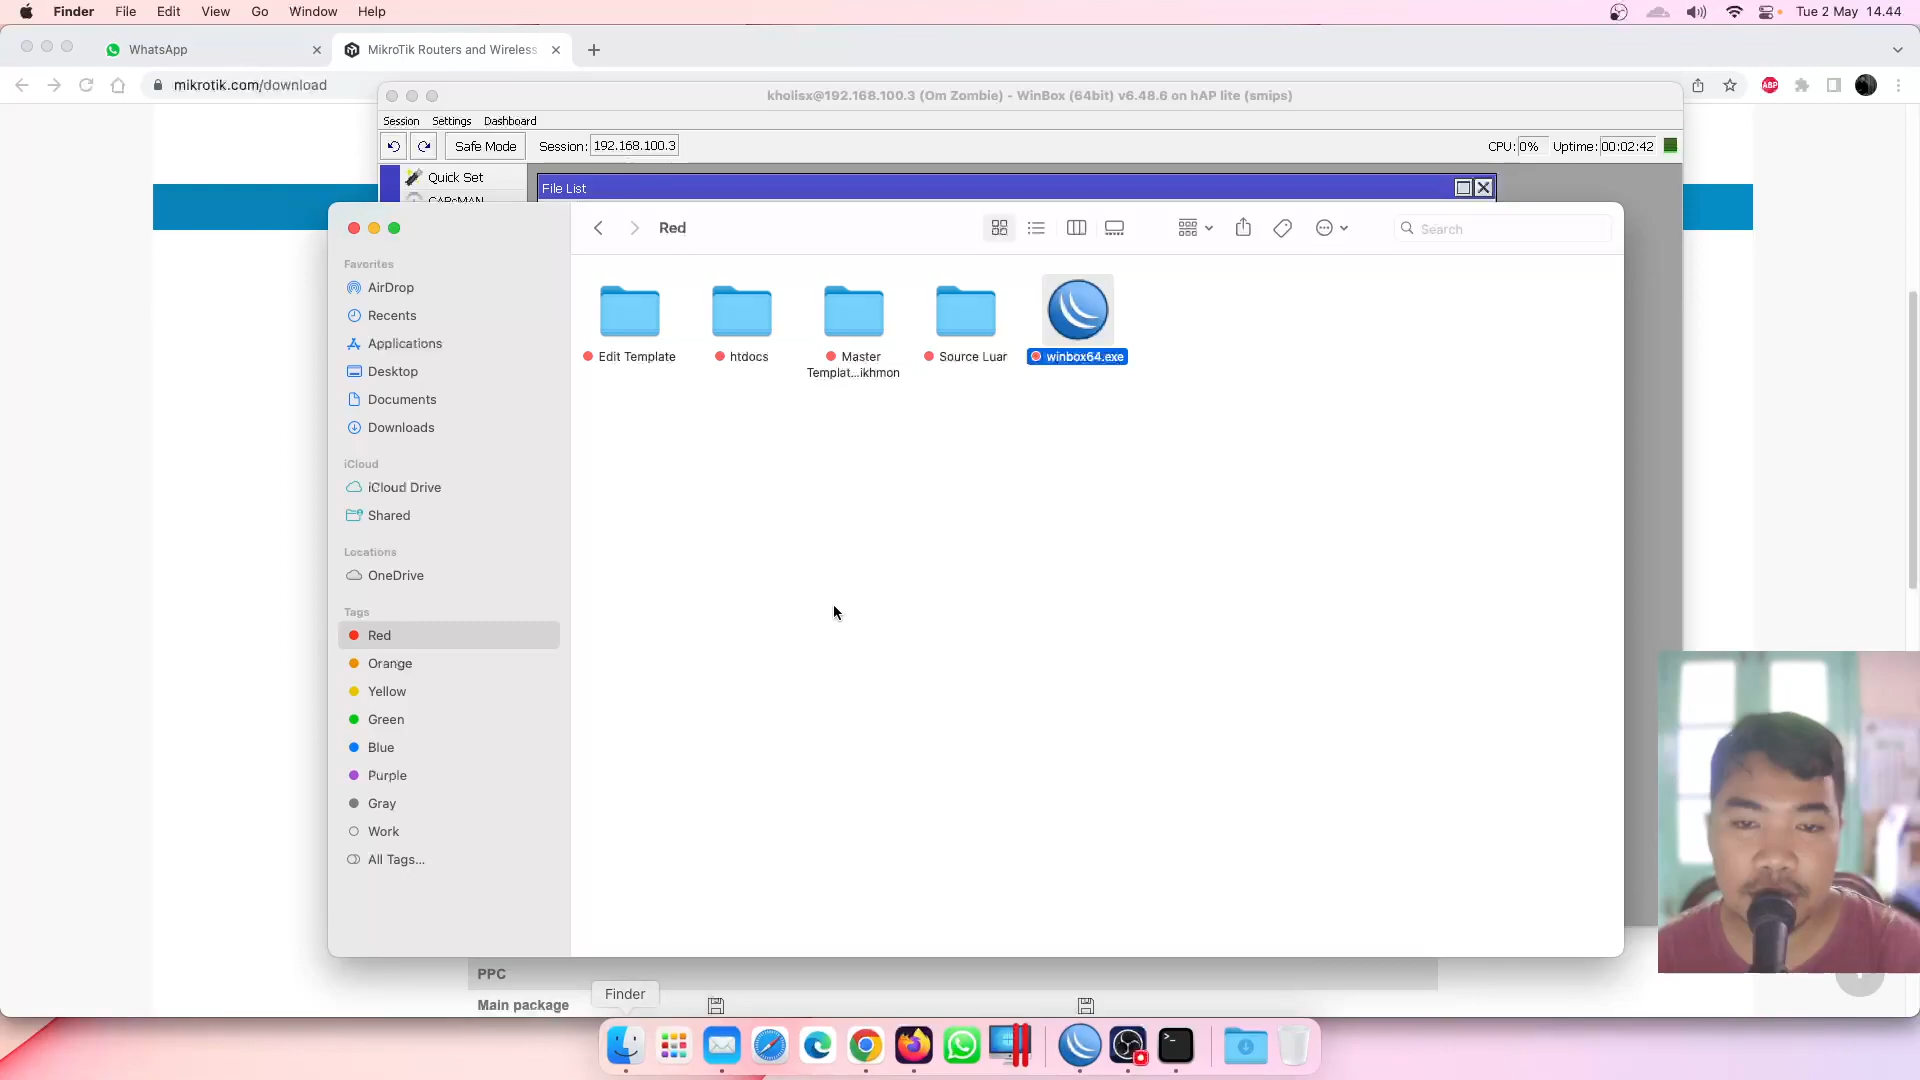 Finder File Edit View Go Window Help
Tue 2 May 14.44
WhatsApp
MikroTik Routers and Wireless
mikrotik.com/download
ABP
kholisx@192.168.100.3 (Om Zombie) - WinBox (64bit) v6.48.6 on hAP lite (smips)
Session Settings Dashboard
Safe Mode Session: 192.168.100.3
CPU: 0% Uptime: 00:02:42
Quick Set
CAPsMAN
File List
Red
Search
Favorites
AirDrop
Recents
Applications
Desktop
Documents
Downloads
iCloud
iCloud Drive
Shared
Locations
OneDrive
Tags
Red
Orange
Yellow
Green
Blue
Purple
Gray
Work
All Tags...
Edit Template
htdocs
Master
Templat...ikhmon
Source Luar
winbox64.exe
PPC
Main package
Finder